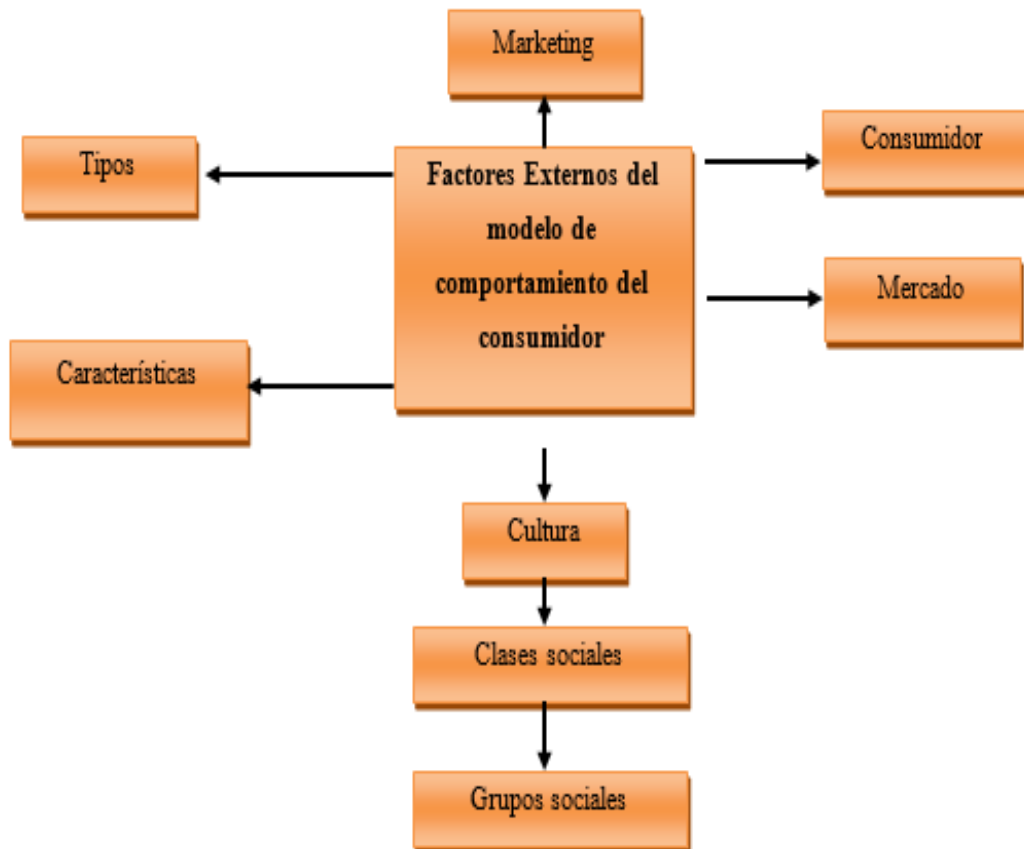 Marketing
Consumidor
Tipos
Factores Externos del
modelo de
comportamiento del
consumidor
Mercado
Características
Cultura
Clases sociales
Grupos sociales